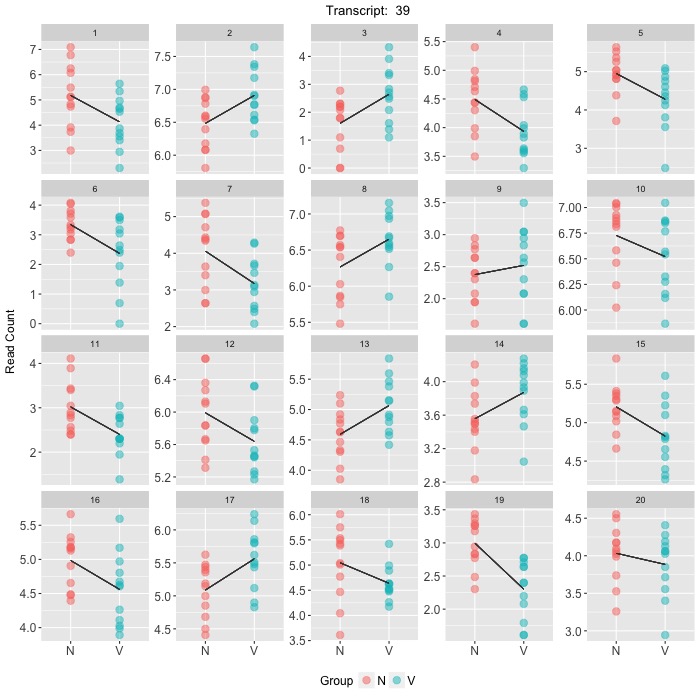 Transcript: 39
Read Count
1 2 3 4 5
7 6 5 4 3
7.5 7.0 6.5 6.0
4 3 2 1 0
5.5 5.0 4.5 4.0 3.5
5 4 3
6 7 8 9 10
4 3 2 1 0
5 4 3 2
7.0 6.5 6.0 5.5
3.5 3.0 2.5 2.0
7.00 6.75 6.50 6.25 6.00
11 12 13 14 15
4 3 2
6.4 6.0 5.6 5.2
5.5 5.0 4.5 4.0
4.0 3.6 3.2 2.8
5.5 5.0 4.5
16 17 18 19 20
5.5 5.0 4.5 4.0
6.0 5.5 5.0 4.5
6.0 5.5 5.0 4.5 4.0 3.5
3.5 3.0 2.5 2.0
4.5 4.0 3.5 3.0
N V N V N V N V N V
Group N V